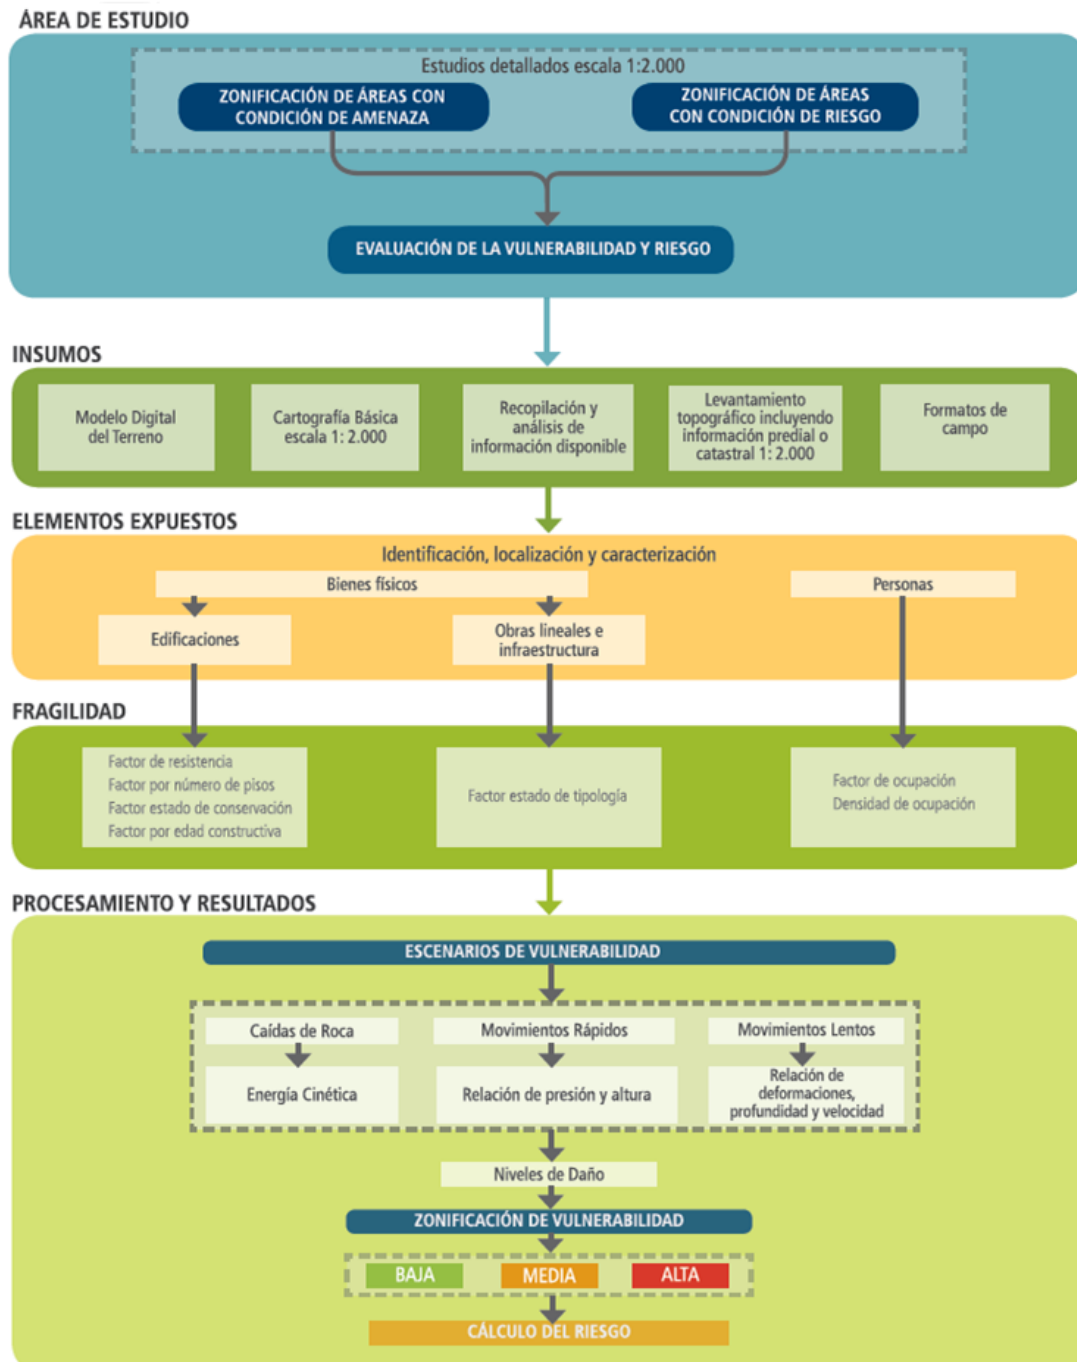 ÁREA DE ESTUDIO
Estudios detallados escala 1:2.000
ZONIFICACIÓN DE ÁREAS CON
CONDICIÓN DE AMENAZA
ZONIFICACIÓN DE ÁREAS
CON CONDICIÓN DE RIESGO
EVALUACIÓN DE LA VULNERABILIDAD Y RIESGO
INSUMOS
Modelo Digital
del Terreno
Cartografía Básica
escala 1: 2.000
Recopilación y
análisis de
información disponible
Levantamiento
topográfico incluyendo
información predial o
catastral 1: 2.000
Formatos de
campo
ELEMENTOS EXPUESTOS
Identificación, localización y caracterización
Bienes físicos
Personas
Edificaciones
Obras lineales e
infraestructura
FRAGILIDAD
Factor de resistencia
Factor por número de pisos
Factor estado de conservación
Factor por edad constructiva
Factor estado de tipología
Factor de ocupación
Densidad de ocupación
PROCESAMIENTO Y RESULTADOS
ESCENARIOS DE VULNERABILIDAD
Caídas de Roca
Movimientos Rápidos
Movimientos Lentos
Energía Cinética
Relación de presión y altura
Relación de
deformaciones,
profundidad y velocidad
Niveles de Daño
ZONIFICACIÓN DE VULNERABILIDAD
BAJA
MEDIA
ALTA
CÁLCULO DEL RIESGO